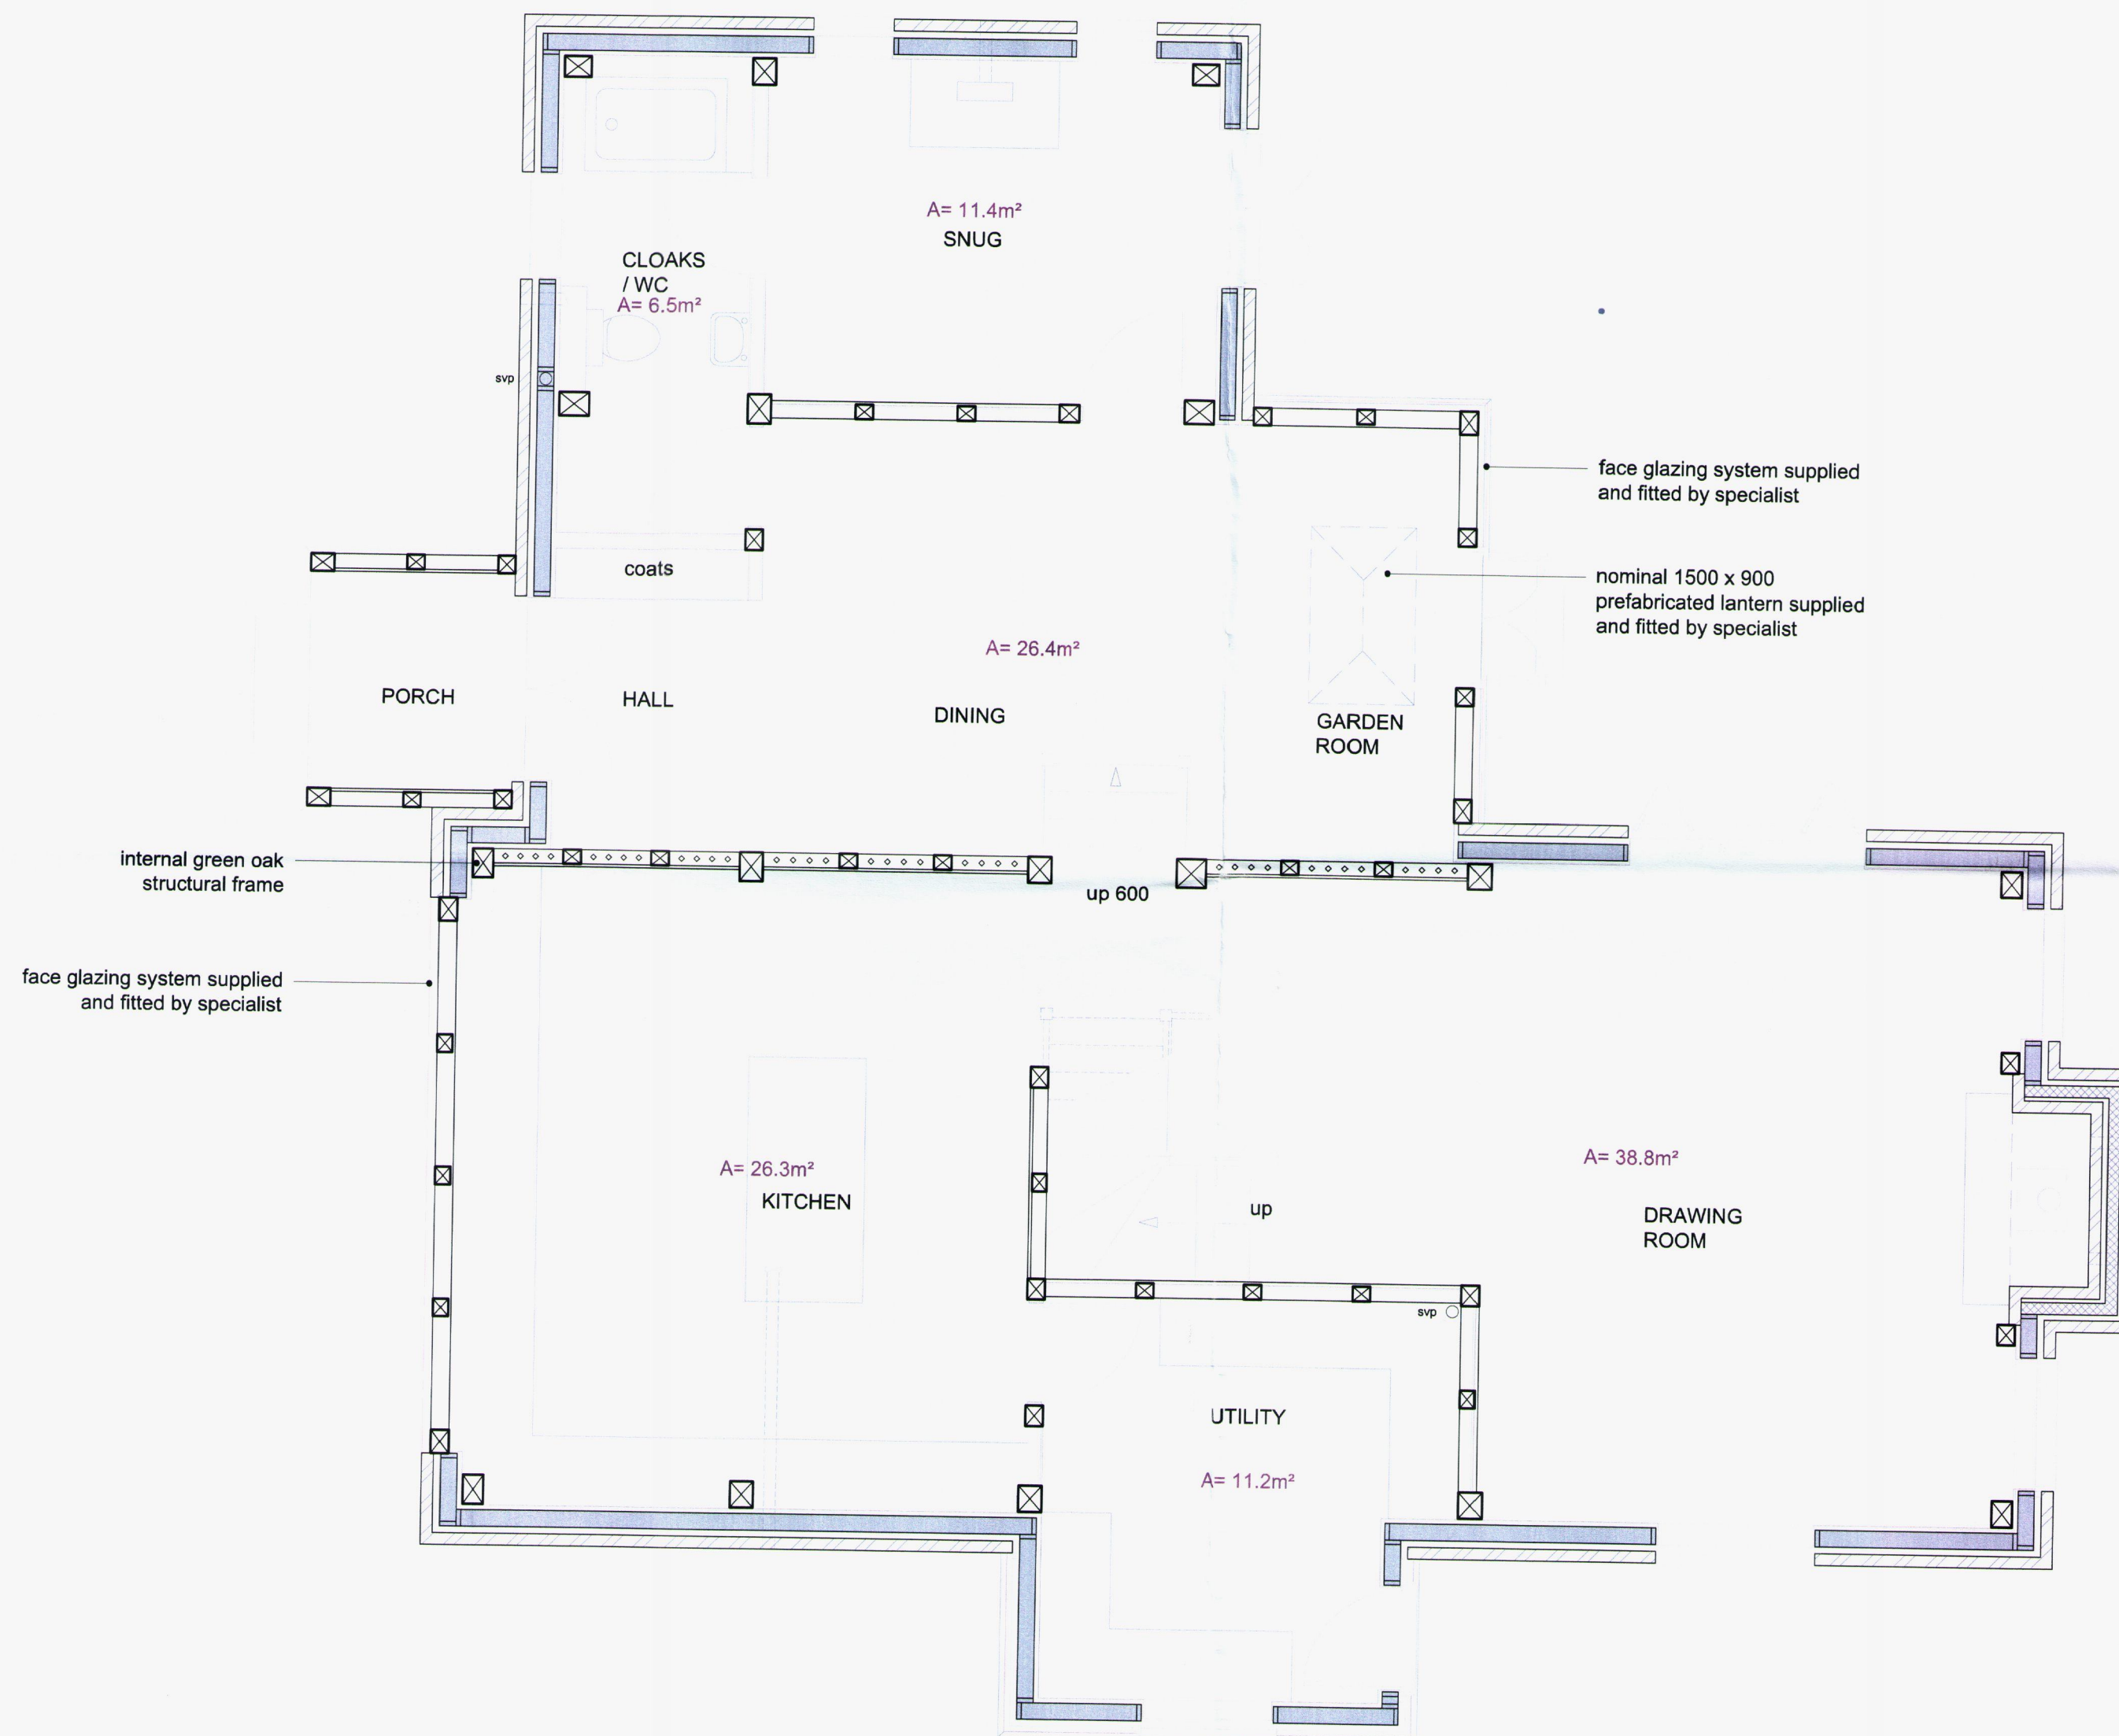 A= 11.4m²
SNUG
CLOAKS
/ WC
A= 6.5m²
svp
face glazing system supplied
and fitted by specialist
coats
nominal 1500 x 900
prefabricated lantern supplied
and fitted by specialist
A= 26.4m²
PORCH
HALL
DINING
GARDEN
ROOM
internal green oak
structural frame
up 600
face glazing system supplied
and fitted by specialist
A= 26.3m²
KITCHEN
up
A= 38.8m²
DRAWING
ROOM
svp
UTILITY
A= 11.2m²